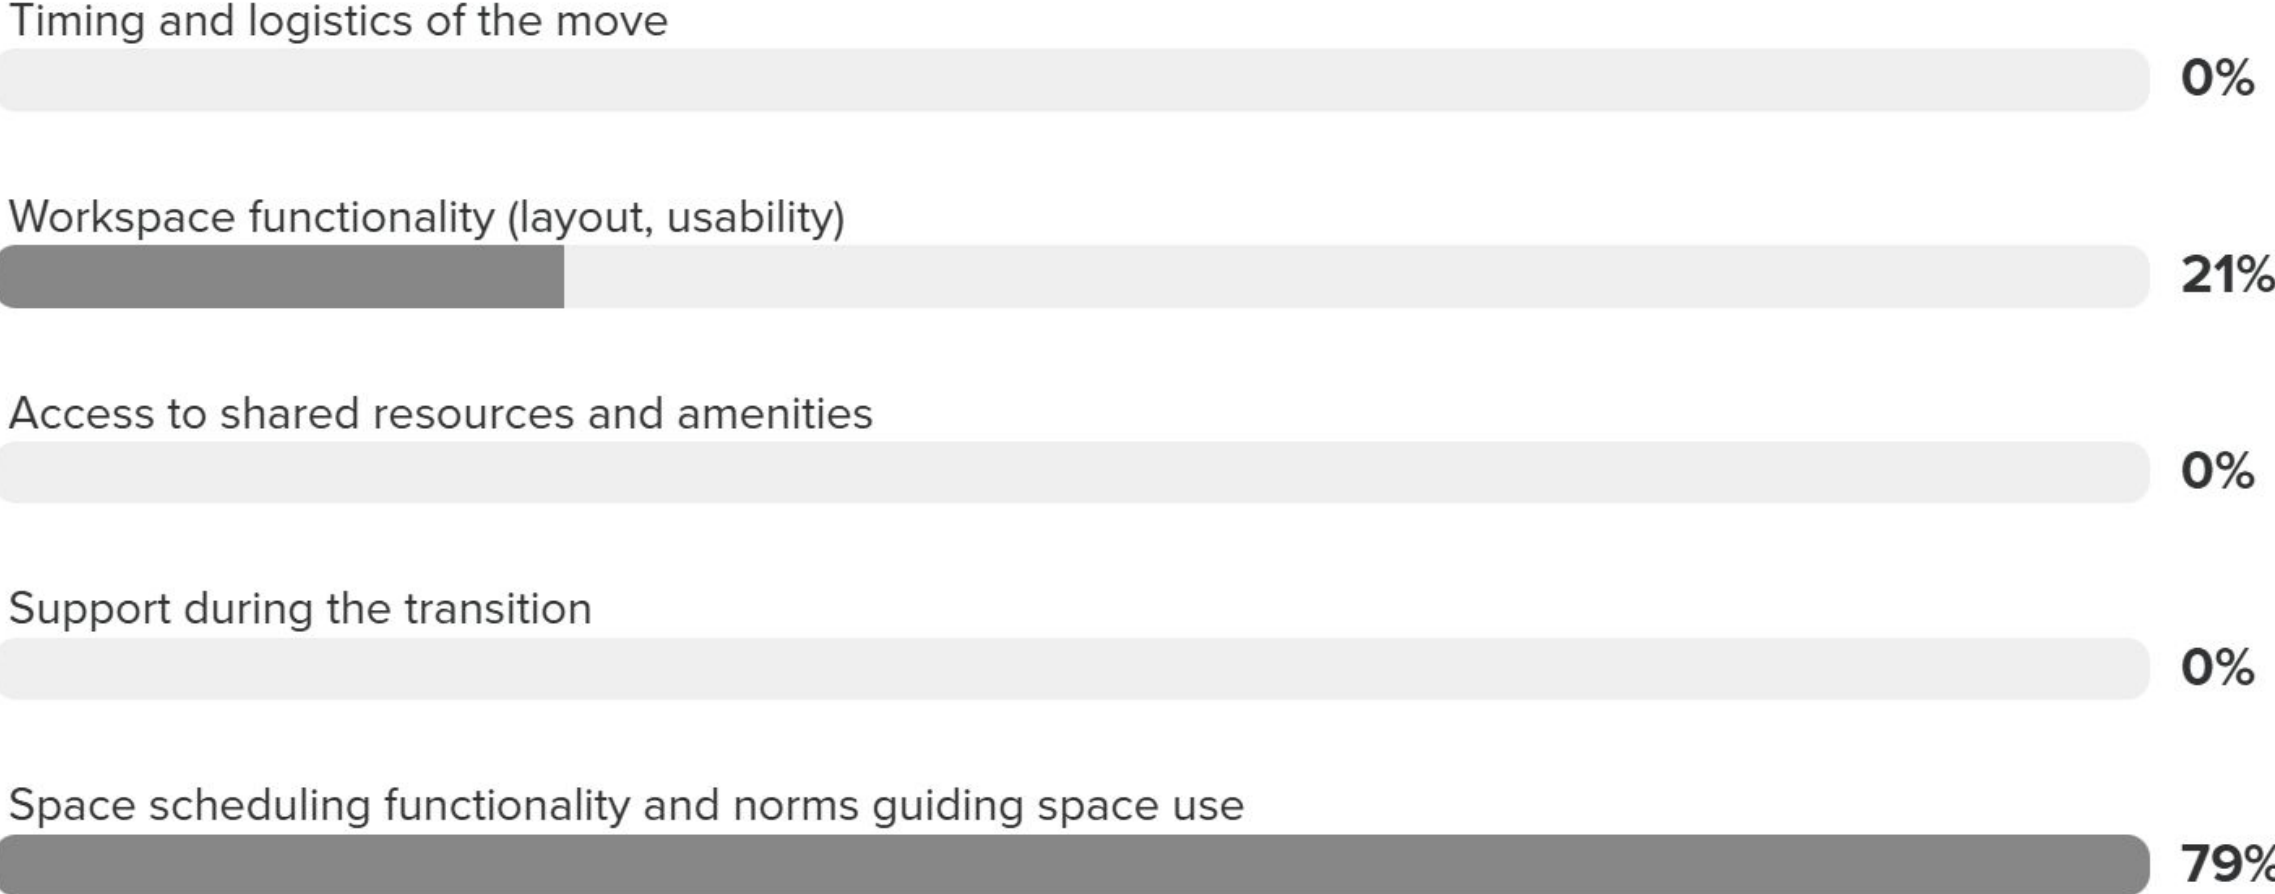 Timing and logistics of the move
0%
Workspace functionality (layout, usability)
21%
Access to shared resources and amenities
0%
Support during the transition
0%
Space scheduling functionality and norms guiding space use
79%